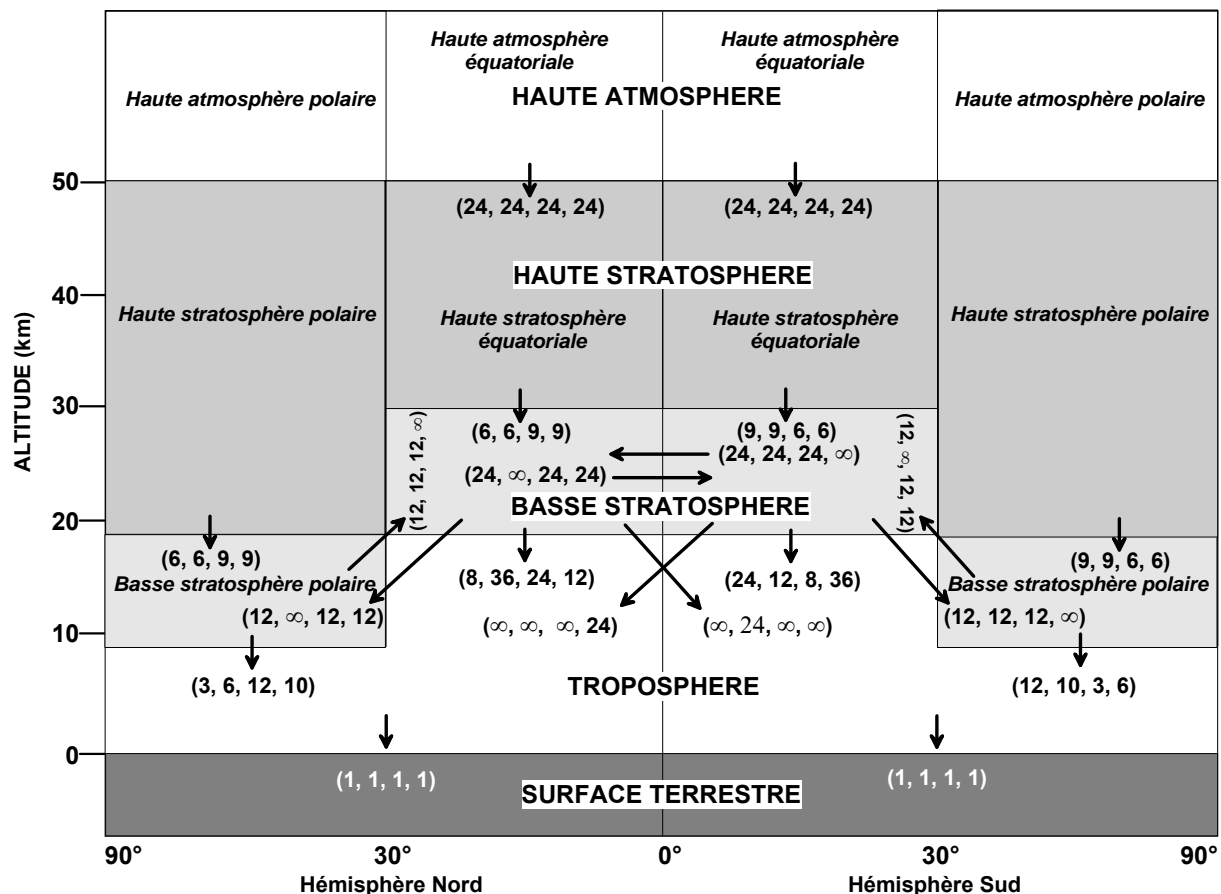 Haute atmosphère
équatoriale
Haute atmosphère
équatoriale
HAUTE ATMOSPHERE
Haute atmosphère polaire
Haute atmosphère polaire
50
(24, 24, 24, 24)
(24, 24, 24, 24)
HAUTE STRATOSPHERE
40
Haute stratosphère polaire
Haute stratosphère
équatoriale
Haute stratosphère
équatoriale
Haute stratosphère polaire
ALTITUDE (km)
30
(12, 12, 12, ∞)
(6, 6, 9, 9)
(9, 9, 6, 6)
(24, 24, 24, ∞)
(12, ∞, 12, 12)
(24, ∞, 24, 24)
BASSE STRATOSPHERE
20
(6, 6, 9, 9)
Basse stratosphère polaire
(12, ∞, 12, 12)
(8, 36, 24, 12)
(24, 12, 8, 36)
(9, 9, 6, 6)
Basse stratosphère polaire
(12, 12, 12, ∞)
(∞, ∞, ∞, 24)
(∞, 24, ∞, ∞)
10
(3, 6, 12, 10)
TROPOSPHERE
(12, 10, 3, 6)
0
(1, 1, 1, 1)
(1, 1, 1, 1)
SURFACE TERRESTRE
90° 30° 0° 30° 90°
Hémisphère Nord
Hémisphère Sud